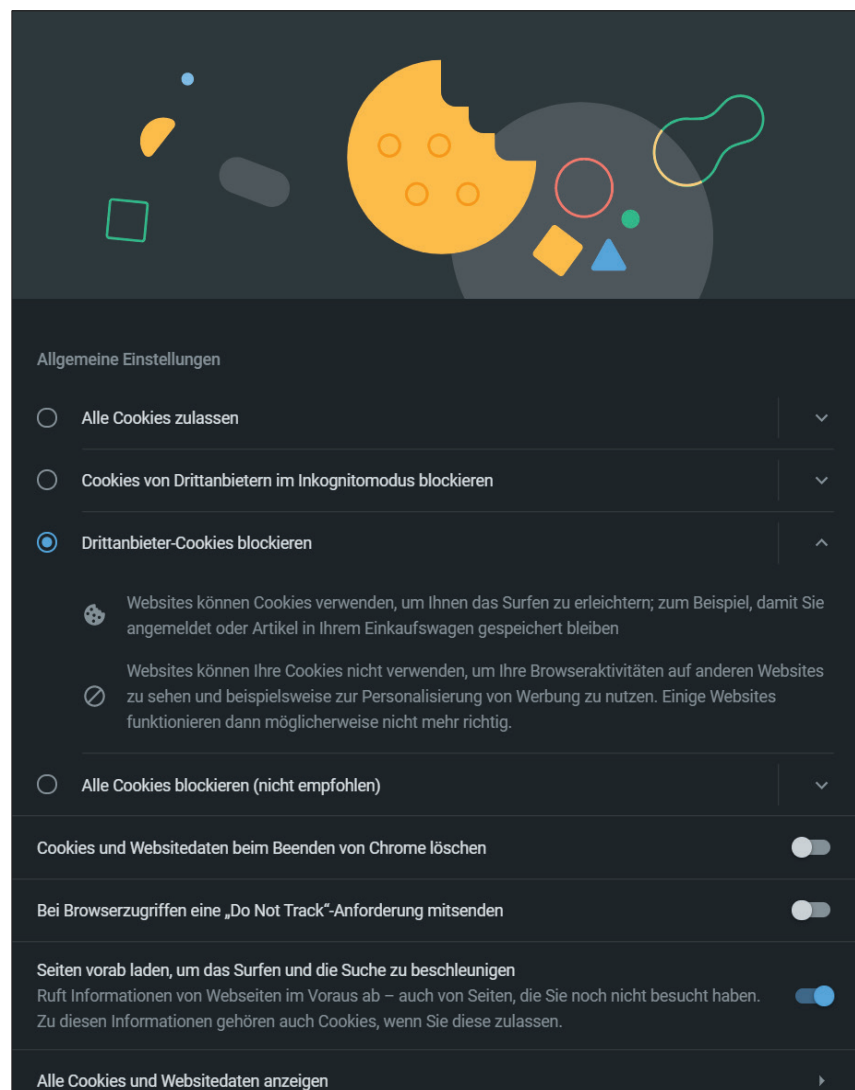 Allgemeine Einstellungen
Alle Cookies zulassen
Cookies von Drittanbietern im Inkognitomodus blockieren
Drittanbieter-Cookies blockieren
Websites können Cookies verwenden, um Ihnen das Surfen zu erleichtern; zum Beispiel, damit Sie
angemeldet oder Artikel in Ihrem Einkaufswagen gespeichert bleiben
Websites können Ihre Cookies nicht verwenden, um Ihre Browseraktivitäten auf anderen Websites
zu sehen und beispielsweise zur Personalisierung von Werbung zu nutzen. Einige Websites
funktionieren dann möglicherweise nicht mehr richtig.
Alle Cookies blockieren (nicht empfohlen)
Cookies und Websitedaten beim Beenden von Chrome löschen
Bei Browserzugriffen eine „Do Not Track“-Anforderung mitsenden
Seiten vorab laden, um das Surfen und die Suche zu beschleunigen
Ruft Informationen von Webseiten im Voraus ab – auch von Seiten, die Sie noch nicht besucht haben.
Zu diesen Informationen gehören auch Cookies, wenn Sie diese zulassen.
Alle Cookies und Websitedaten anzeigen